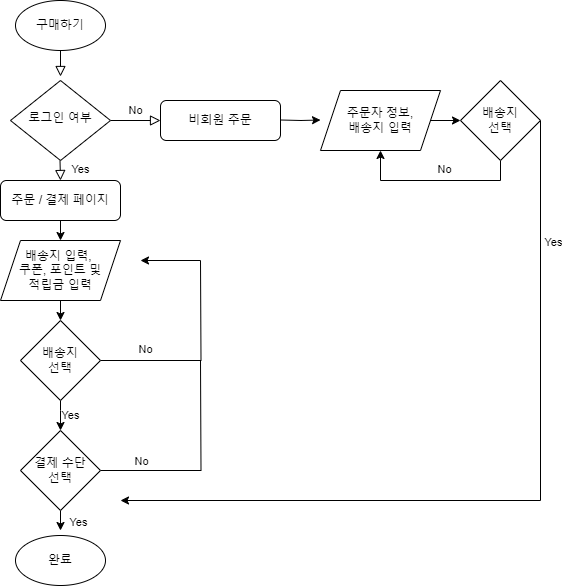 구매하기
로그인 여부
No
비회원 주문
주문자 정보,
배송지 입력
배송지
선택
No
Yes
Yes
주문 / 결제 페이지
배송지 입력,
쿠폰, 포인트 및
적립금 입력
배송지
선택
No
Yes
결제 수단
선택
No
Yes
완료